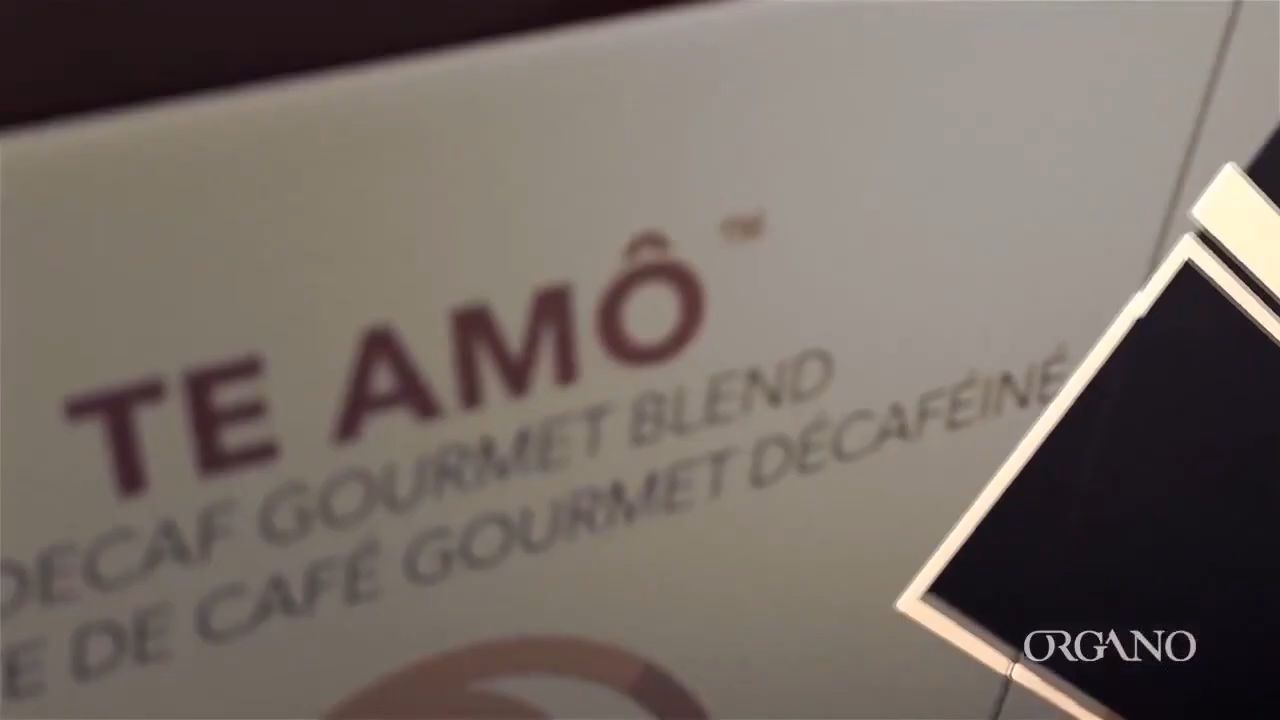 TE AMÔ™
DECAF GOURMET BLEND
E DE CAFÉ GOURMET DÉCAFÉINÉ
ORGANO